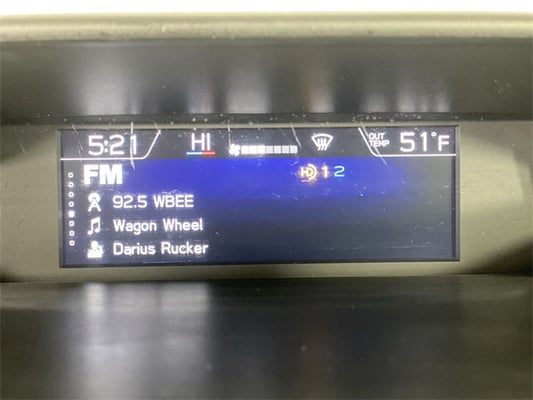 5:21 HI OUT TEMP 51°F
FM HD 1 2
92.5 WBEE
Wagon Wheel
Darius Rucker